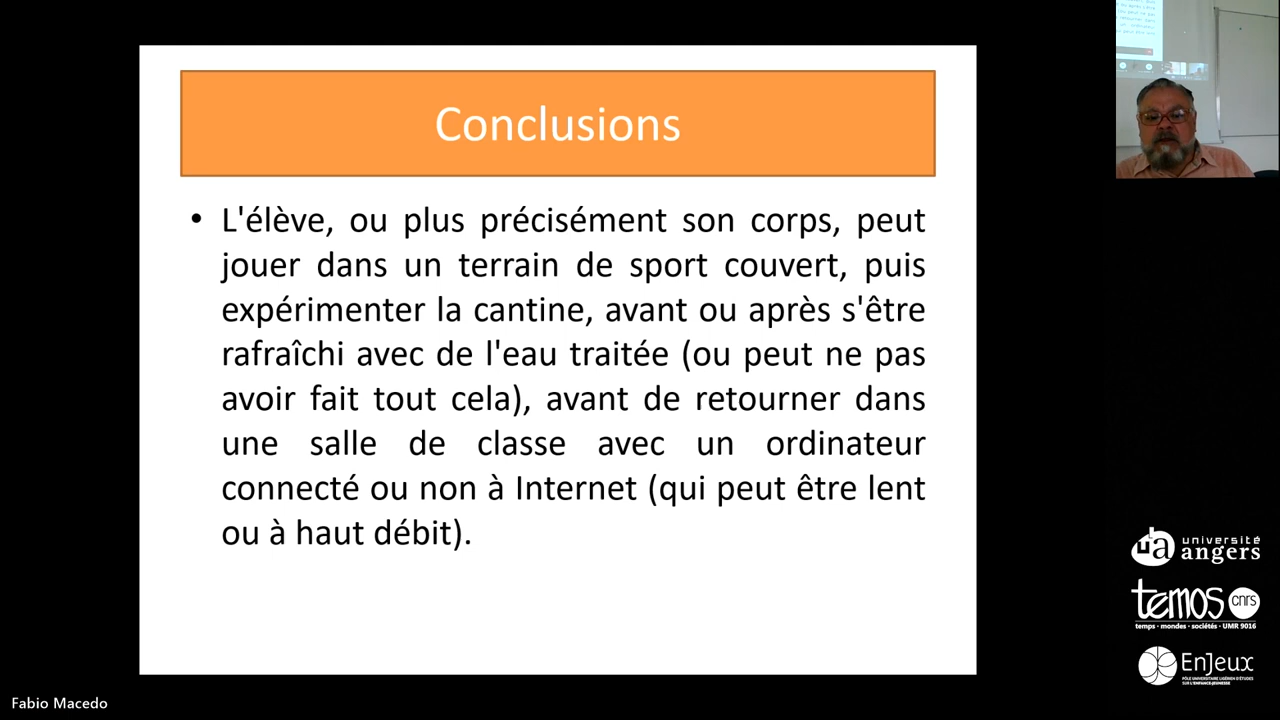 Conclusions
• L'élève, ou plus précisément son corps, peut
jouer dans un terrain de sport couvert, puis
expérimenter la cantine, avant ou après s'être
rafraîchi avec de l'eau traitée (ou peut ne pas
avoir fait tout cela), avant de retourner dans
une salle de classe avec un ordinateur
connecté ou non à Internet (qui peut être lent
ou à haut débit).
ua université
angers
temos cnrs
temps • mondes • sociétés • UMR 9016
EnJeux
PÔLE UNIVERSITAIRE LIGÉRIEN D'ÉTUDES
SUR L'ENFANCE-JEUNESSE
Fabio Macedo